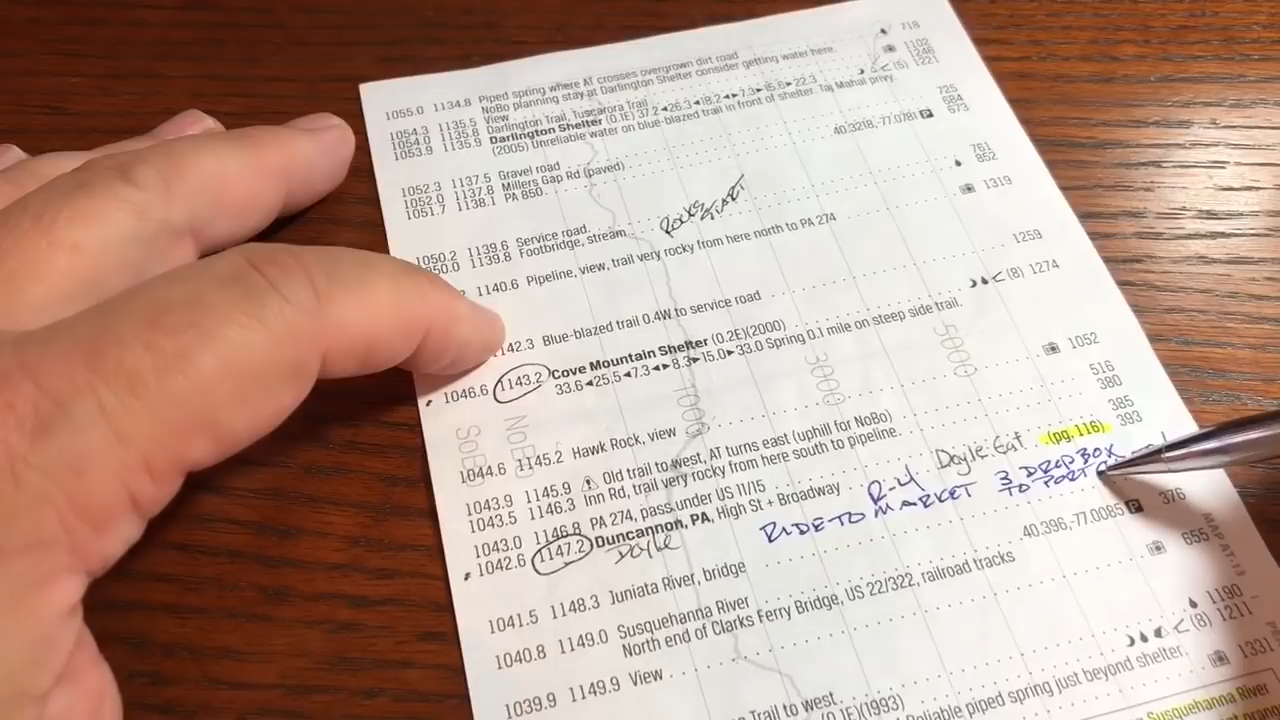 718
1055.0 1134.8 Piped spring where AT crosses overgrown dirt road
NoBo planning stay at Darlington Shelter consider getting water here.
1102
1054.3 1135.5 View
1246
1054.0 1135.8 Darlington Trail, Tuscarora Trail
(5) 1221
1053.9 1135.9 Darlington Shelter (0.1E) 37.2◄26.3◄18.2◄►7.3►15.6►22.3
(2005) Unreliable water on blue-blazed trail in front of shelter. Taj Mahal privy.
1052.3 1137.5 Gravel road 725
1052.0 1137.8 Millers Gap Rd (paved) 684
1051.7 1138.1 PA 850 40.3218,-77.0781 P 673
1050.2 1139.6 Service road 761
050.0 1139.8 Footbridge, stream 852
ROCKS START
1140.6 Pipeline, view, trail very rocky from here north to PA 274 1319
142.3 Blue-blazed trail 0.4W to service road 1259
1046.6 1143.2 Cove Mountain Shelter (0.2E)(2000) (8) 1274
33.6◄25.5◄7.3◄►8.3►15.0►33.0 Spring 0.1 mile on steep side trail.
SoBo NoBo 1000 3000 5000
1044.6 1145.2 Hawk Rock, view 1052
1043.9 1145.9 Old trail to west, AT turns east (uphill for NoBo) 516
1043.5 1146.3 Inn Rd, trail very rocky from here south to pipeline. 380
1043.0 1146.8 PA 274, pass under US 11/15 385
1042.6 1147.2 Duncannon, PA, High St + Broadway R-4 Doyle Eat (pg. 116) 393
Doyle
RIDE TO MARKET 3 DROP BOX
TO PORT
1041.5 1148.3 Juniata River, bridge
1040.8 1149.0 Susquehanna River 40.396,-77.0085 P 376
North end of Clarks Ferry Bridge, US 22/322, railroad tracks
MAP AT-13
1039.9 1149.9 View 655
1190
Trail to west.
(0.1E)(1993) (8) 1211
Reliable piped spring just beyond shelter,
1331
Susquehanna River